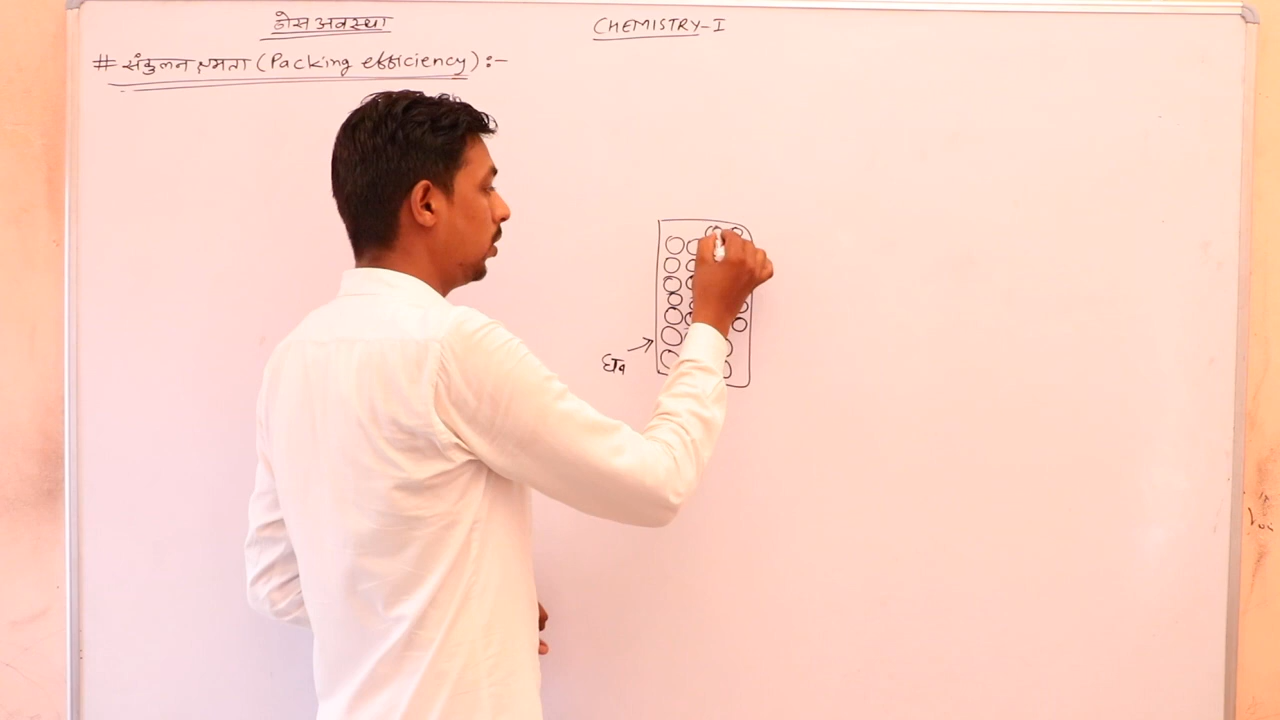 ठोस अवस्था
CHEMISTRY-I
# संकुलन क्षमता (Packing efficiency) :-